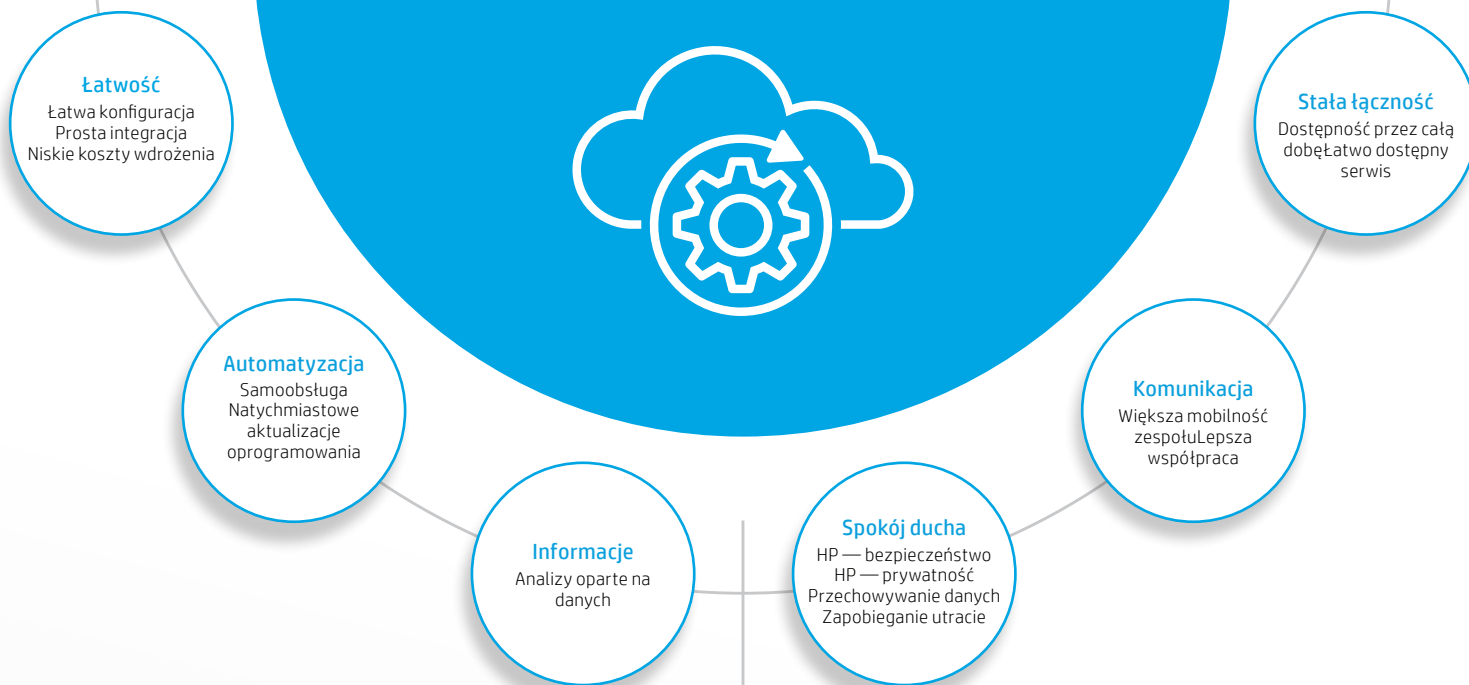 Łatwość
Łatwa konfiguracja
Prosta integracja
Niskie koszty wdrożenia
Stała łączność
Dostępność przez całą
dobęŁatwo dostępny
serwis
Automatyzacja
Samoobsługa
Natychmiastowe
aktualizacje
oprogramowania
Komunikacja
Większa mobilność
zespołuLepsza
współpraca
Informacje
Analizy oparte na
danych
Spokój ducha
HP — bezpieczeństwo
HP — prywatność
Przechowywanie danych
Zapobieganie utracie